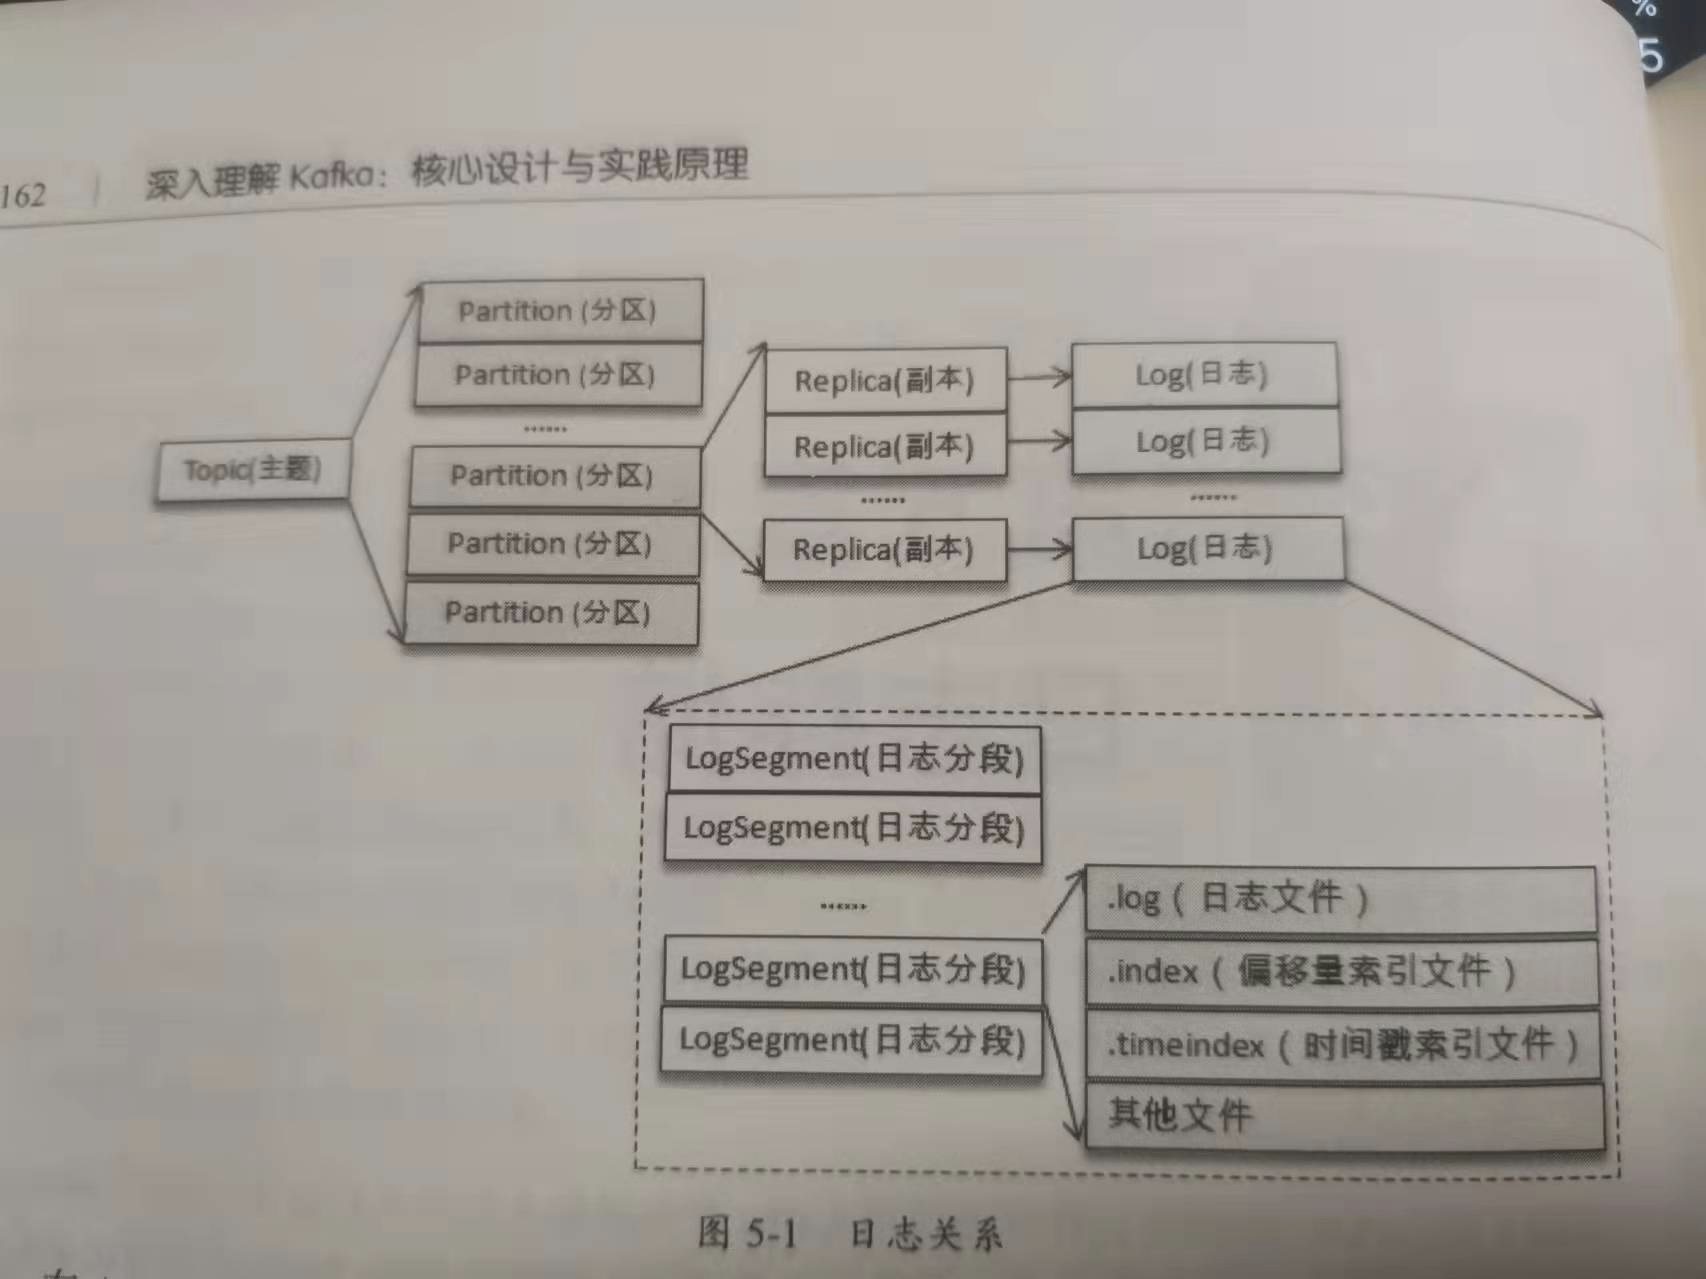 %
5
162 | 深入理解 Kafka：核心设计与实践原理
Partition (分区)
Partition (分区)
......
Partition (分区)
Partition (分区)
Partition (分区)
Topic(主题)
Replica(副本)
Replica(副本)
......
Replica(副本)
Log(日志)
Log(日志)
......
Log(日志)
LogSegment(日志分段)
LogSegment(日志分段)
......
LogSegment(日志分段)
LogSegment(日志分段)
.log（日志文件）
.index（偏移量索引文件）
.timeindex（时间戳索引文件）
其他文件
图 5-1 日志关系